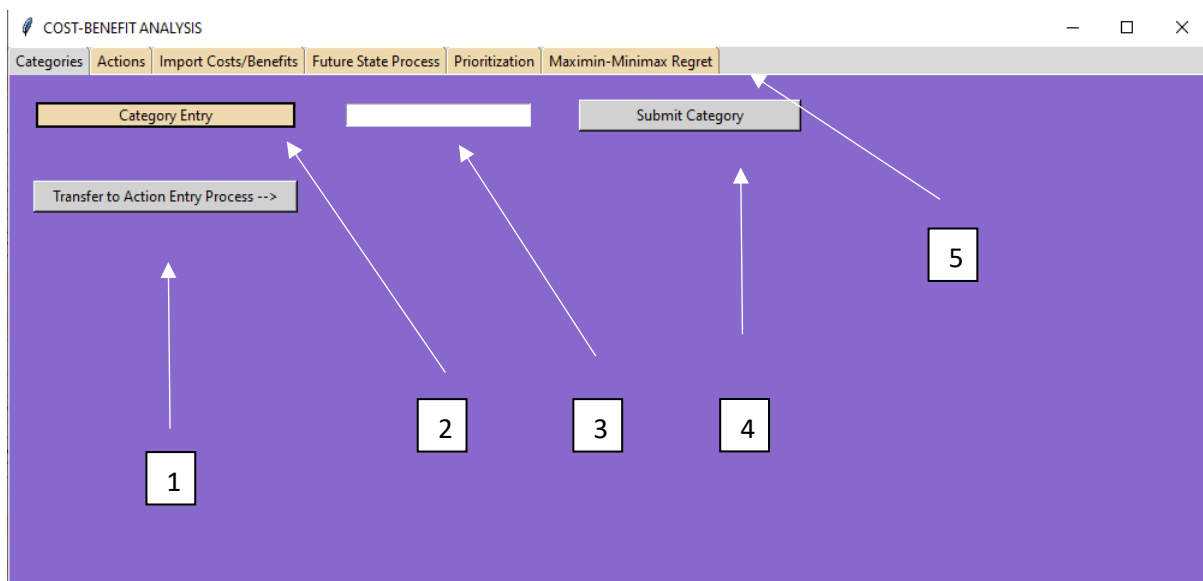 COST-BENEFIT ANALYSIS
Categories Actions Import Costs/Benefits Future State Process Prioritization Maximin-Minimax Regret
Category Entry Submit Category
Transfer to Action Entry Process -->
5
2 3 4
1